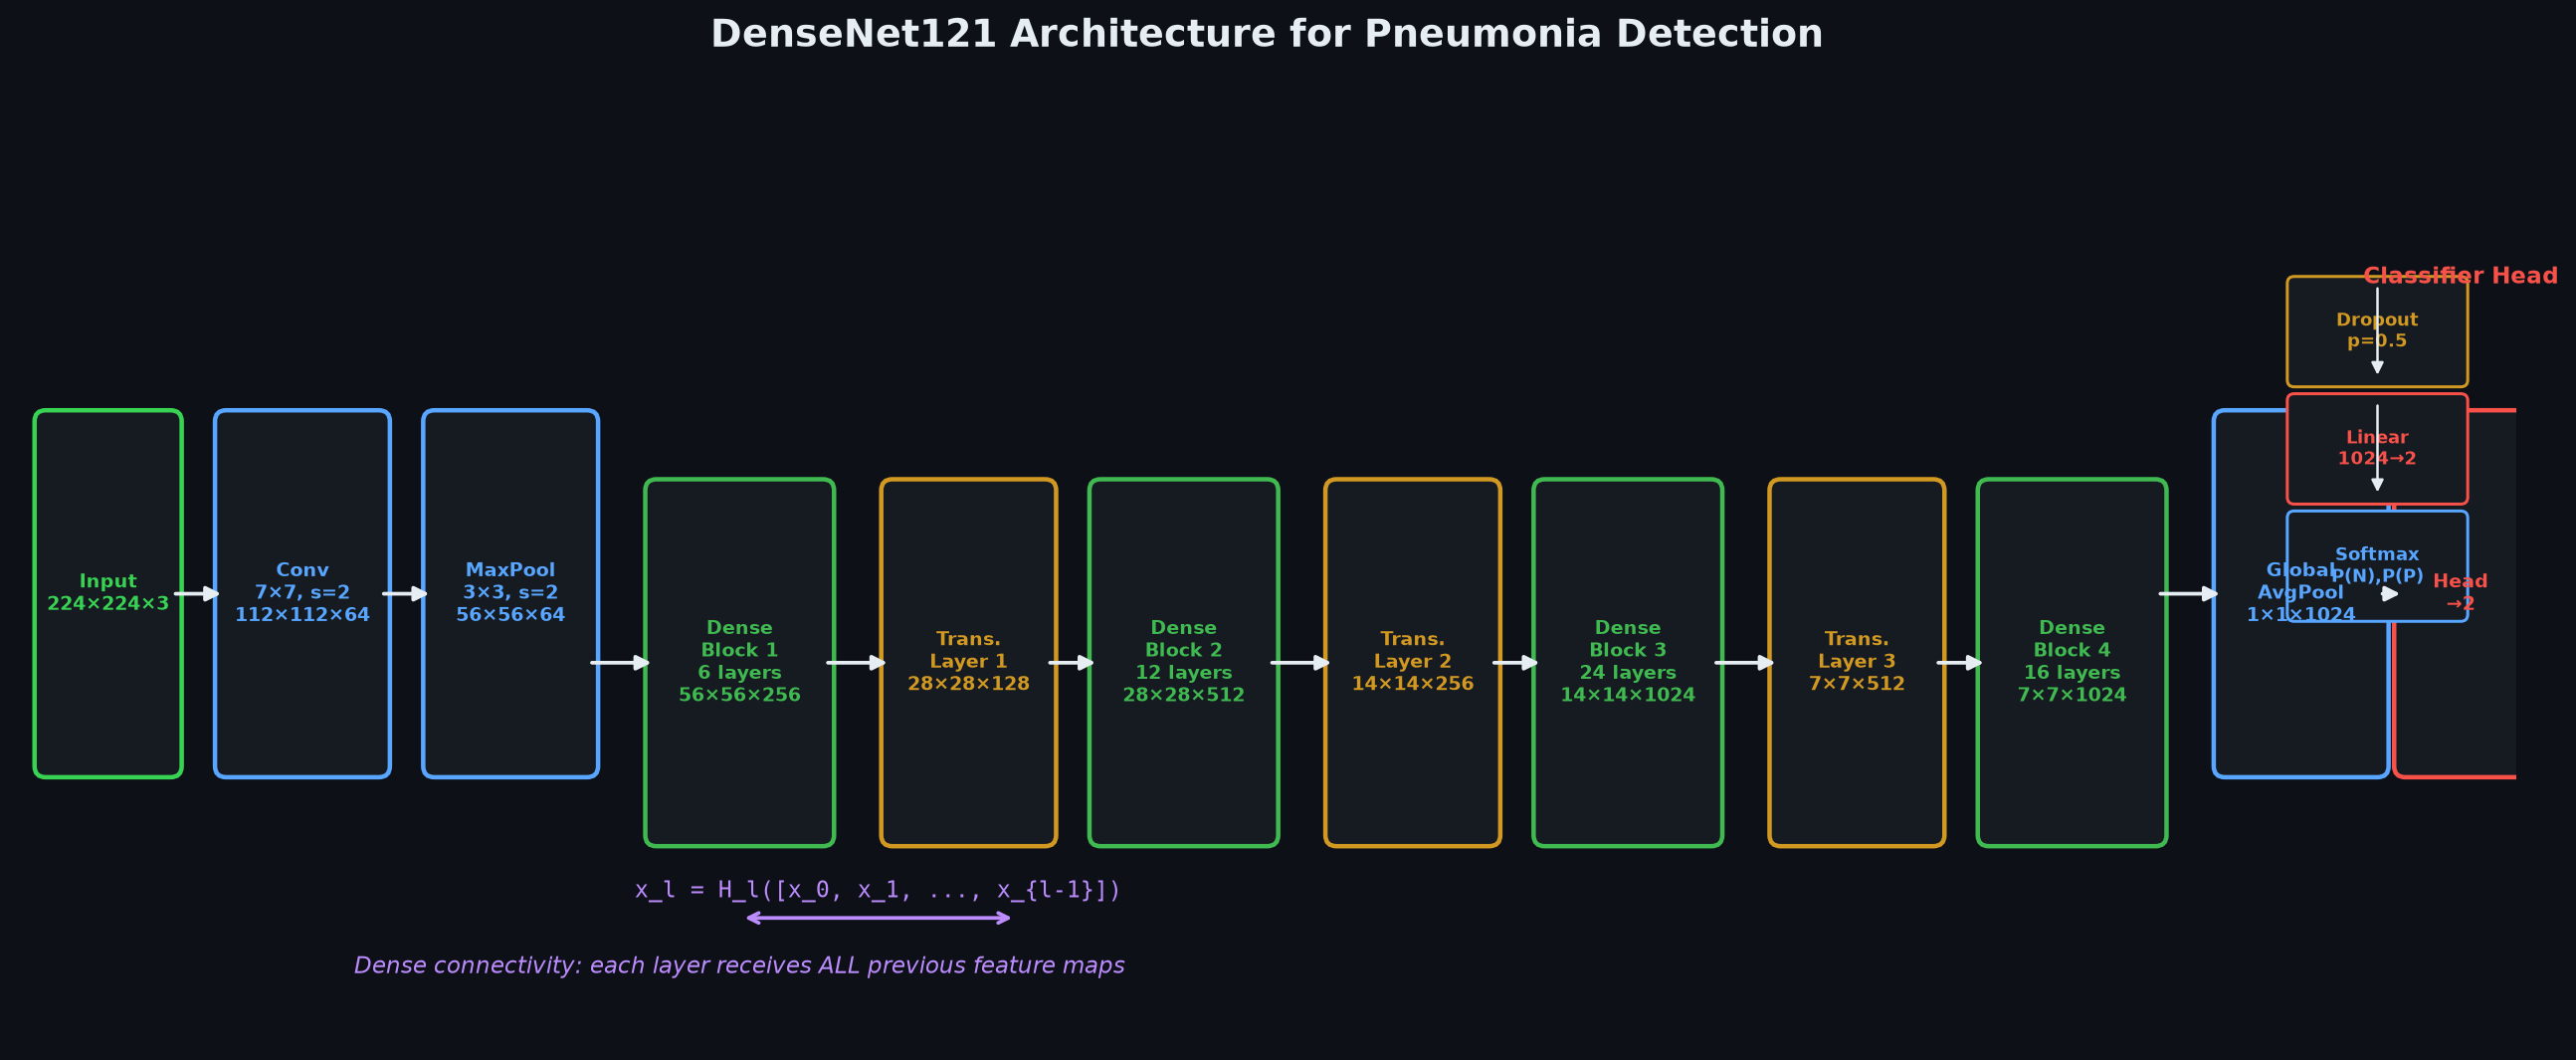 DenseNet121 Architecture for Pneumonia Detection
Input
224×224×3
Conv
7×7, s=2
112×112×64
MaxPool
3×3, s=2
56×56×64
Dense
Block 1
6 layers
56×56×256
Trans.
Layer 1
28×28×128
Dense
Block 2
12 layers
28×28×512
Trans.
Layer 2
14×14×256
Dense
Block 3
24 layers
14×14×1024
Trans.
Layer 3
7×7×512
Dense
Block 4
16 layers
7×7×1024
Global
AvgPool
1×1×1024
Head
→2
Classifier Head
Dropout
p=0.5
Linear
1024→2
Softmax
P(N),P(P)
x_l = H_l([x_0, x_1, ..., x_{l-1}])
Dense connectivity: each layer receives ALL previous feature maps